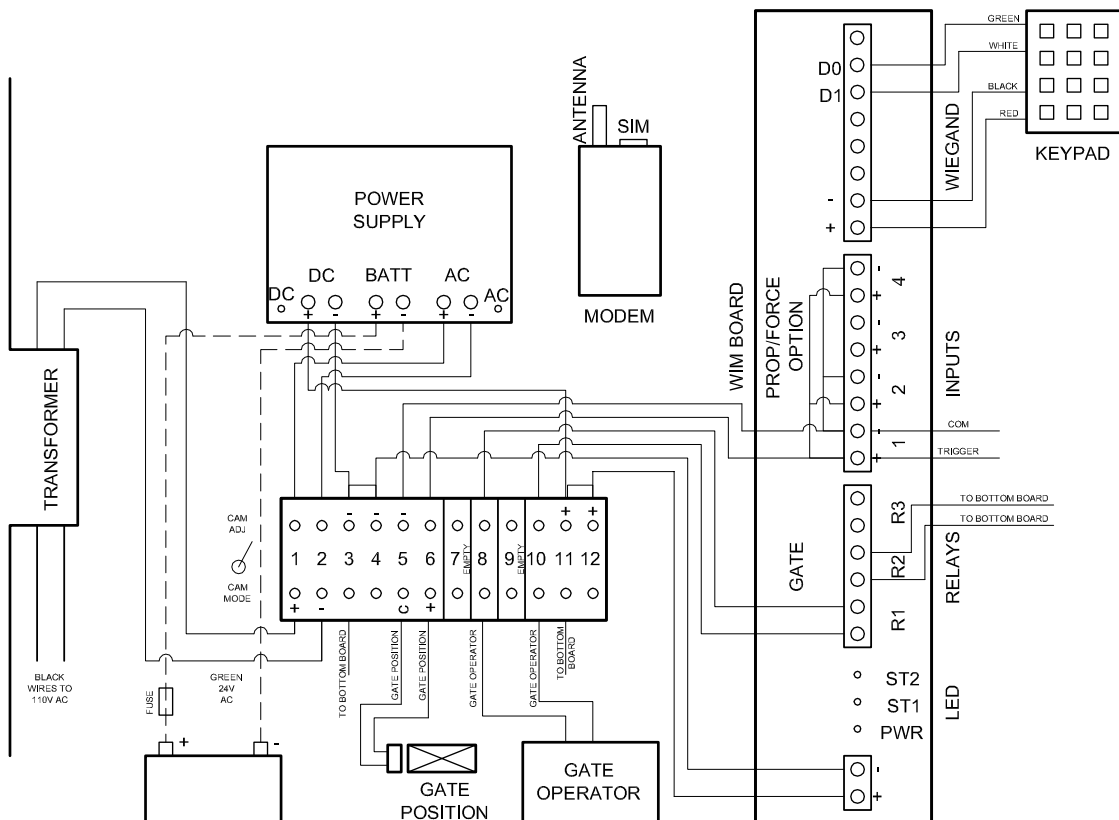 GREEN
WHITE
BLACK
RED
KEYPAD
D0
D1
-
+
WIEGAND
ANTENNA
SIM
MODEM
POWER
SUPPLY
DC
BATT
AC
DC
AC
+
-
+
-
+
-
WIM BOARD
PROP/FORCE
OPTION
-
4
+
-
3
+
-
2
+
-
1
+
INPUTS
COM
TRIGGER
TRANSFORMER
CAM
ADJ
CAM
MODE
-
-
-
+
+
1
2
3
4
5
6
7
8
9
10
11
12
EMPTY
EMPTY
+
-
C
+
TO BOTTOM BOARD
GATE POSITION
GATE POSITION
GATE OPERATOR
GATE OPERATOR
TO BOTTOM
BOARD
GATE
R3
R2
R1
RELAYS
TO BOTTOM BOARD
TO BOTTOM BOARD
ST2
ST1
PWR
LED
-
+
BLACK
WIRES TO
110V AC
FUSE
GREEN
24V
AC
+
-
GATE
POSITION
GATE
OPERATOR